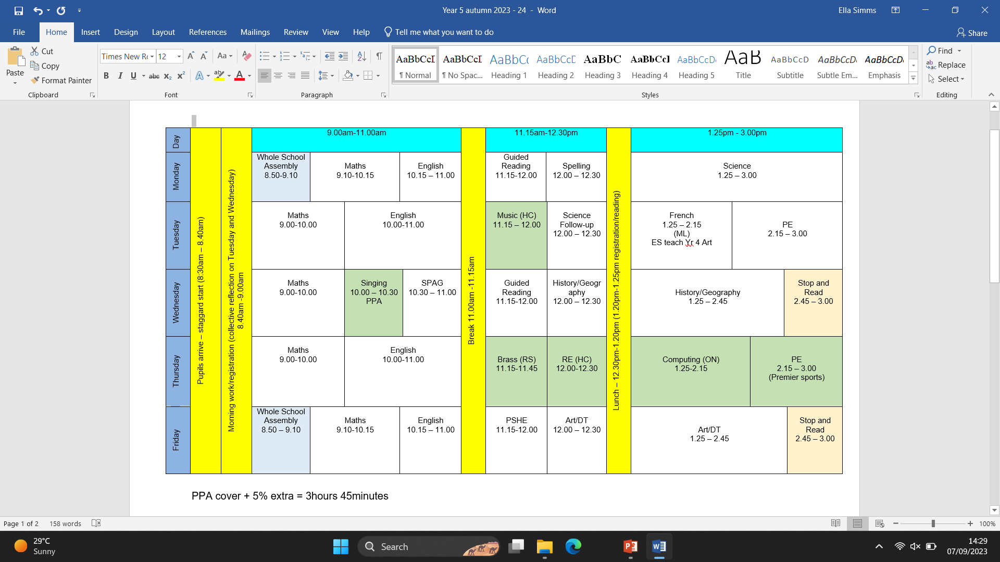 Year 5 autumn 2023 - 24 - Word
Ella Simms
File
Home
Insert
Design
Layout
References
Mailings
Review
View
Help
Tell me what you want to do
Share
Paste
Cut
Copy
Format Painter
Clipboard
Times New Rc
12
Aa
B I U abc x₂ x²
A
Font
Paragraph
AaBbCcI
¶ Normal
AaBbCcI
¶ No Spac...
AaBbCc
Heading 1
AaBbCcD
Heading 2
AaBbC
Heading 3
AaBbCcI
Heading 4
AaBbCcD
Heading 5
AaB
Title
AaBbCcD
Subtitle
AaBbCcD
Subtle Em...
AaBbCcD
Emphasis
Styles
Find
Replace
Select
Editing
Day
Pupils arrive – staggard start (8:30am – 8.40am)
Morning work/registration (collective reflection on Tuesday and Wednesday)
8.40am -9.00am
9.00am-11.00am
Break 11.00am -11.15am
11.15am-12.30pm
Lunch – 12.30pm-1.20pm (1.20pm-1.25pm registration/reading)
1.25pm - 3.00pm
Monday
Whole School
Assembly
8.50-9.10
Maths
9.10-10.15
English
10.15 – 11.00
Guided
Reading
11.15-12.00
Spelling
12.00 – 12.30
Science
1.25 – 3.00
Tuesday
Maths
9.00-10.00
English
10.00-11.00
Music (HC)
11.15 – 12.00
Science
Follow-up
12.00 – 12.30
French
1.25 – 2.15
(ML)
ES teach Yr 4 Art
PE
2.15 – 3.00
Wednesday
Maths
9.00-10.00
Singing
10.00 – 10.30
PPA
SPAG
10.30 – 11.00
Guided
Reading
11.15-12.00
History/Geogr
aphy
12.00 – 12.30
History/Geography
1.25 – 2.45
Stop and
Read
2.45 – 3.00
Thursday
Maths
9.00-10.00
English
10.00-11.00
Brass (RS)
11.15-11.45
RE (HC)
12.00-12.30
Computing (ON)
1.25-2.15
PE
2.15 – 3.00
(Premier sports)
Friday
Whole School
Assembly
8.50 – 9.10
Maths
9.10-10.15
English
10.15 – 11.00
PSHE
11.15-12.00
Art/DT
12.00 – 12.30
Art/DT
1.25 – 2.45
Stop and
Read
2.45 – 3.00
PPA cover + 5% extra = 3hours 45minutes
Page 1 of 2
158 words
100%
29°C
Sunny
Search
14:29
07/09/2023